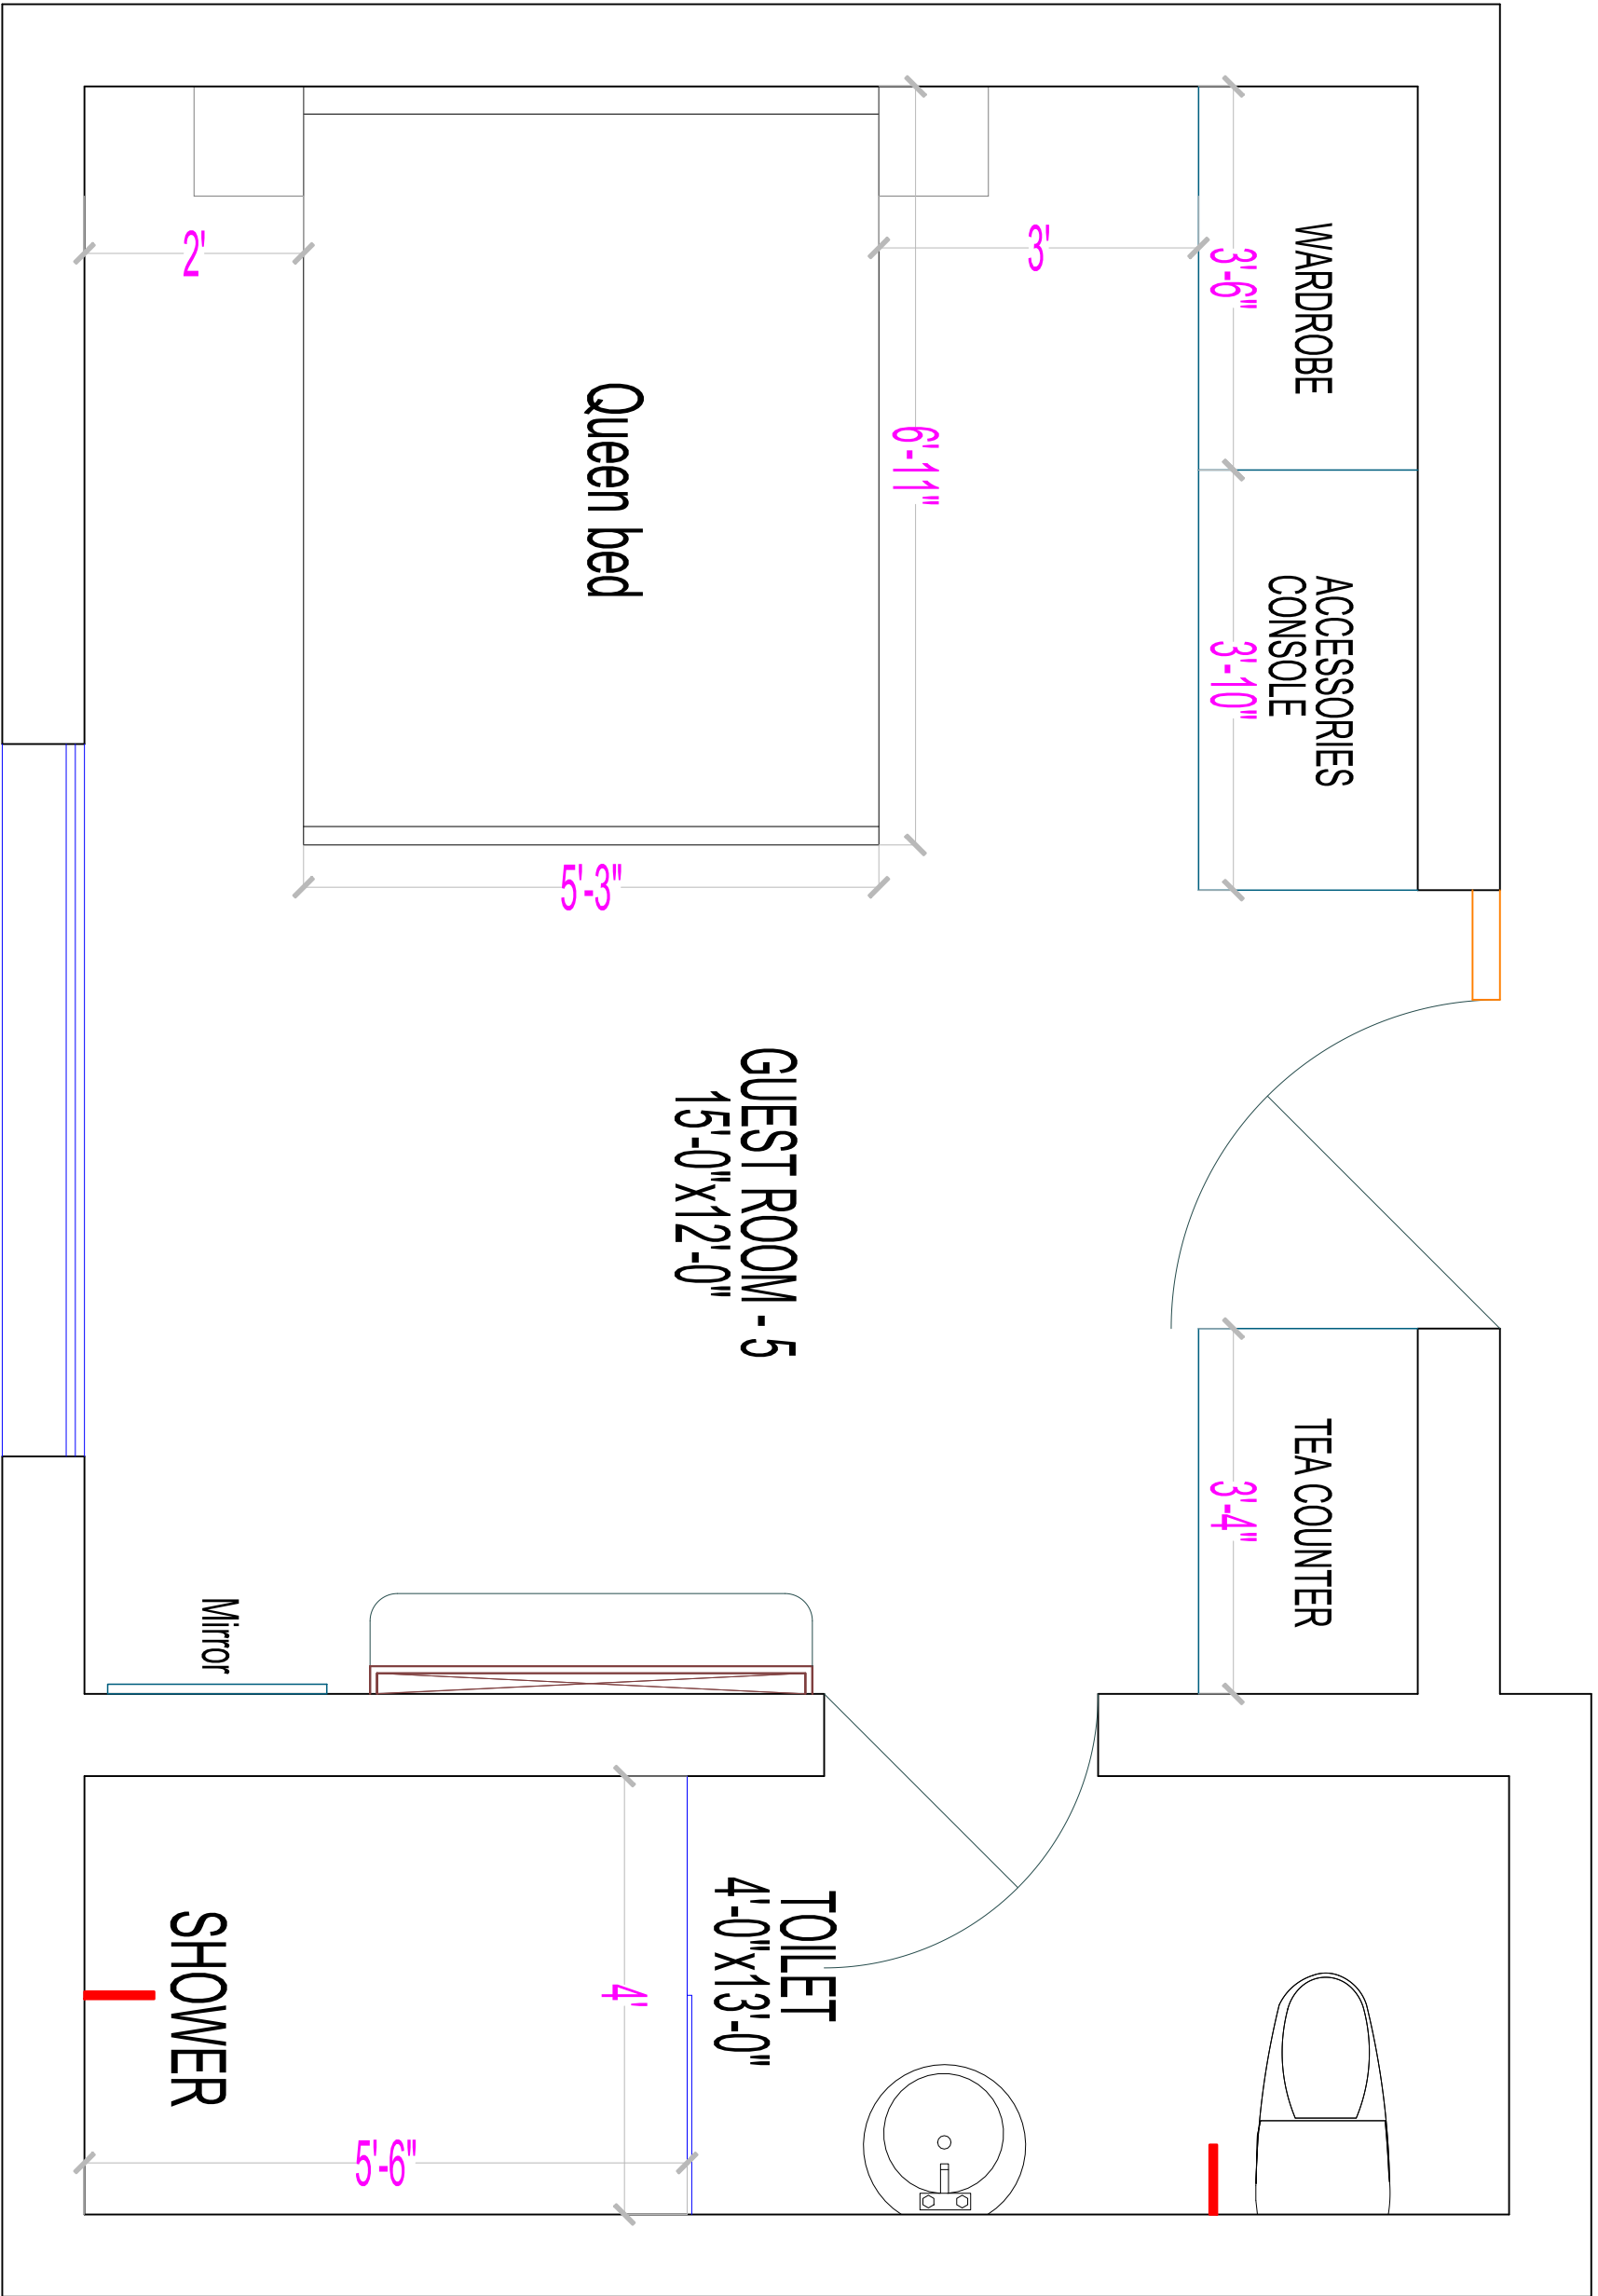 WARDROBE
3'-6"
2'
3'
Queen bed
6'-11"
ACCESSORIES
CONSOLE
3'-10"
5'-3"
GUEST ROOM - 5
15'-0"x12'-0"
TEA COUNTER
3'-4"
Mirror
TOILET
4'-0"x13'-0"
4'
SHOWER
5'-6"